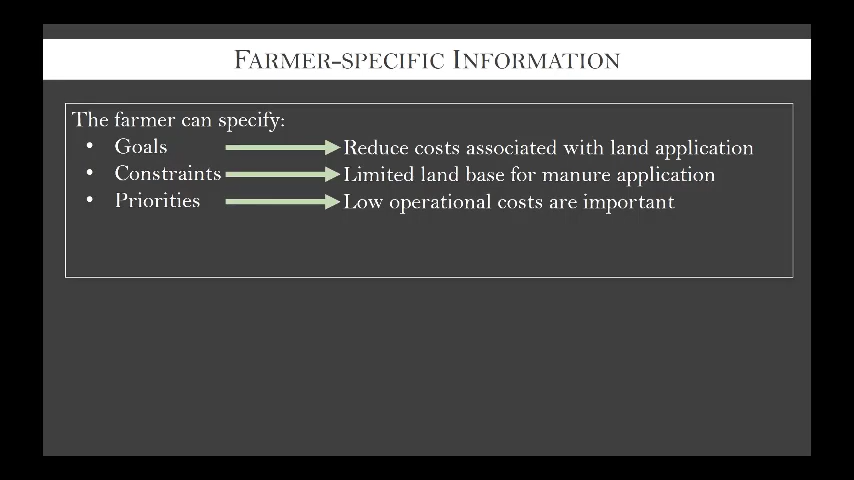 FARMER-SPECIFIC INFORMATION
The farmer can specify:
• Goals Reduce costs associated with land application
• Constraints Limited land base for manure application
• Priorities Low operational costs are important